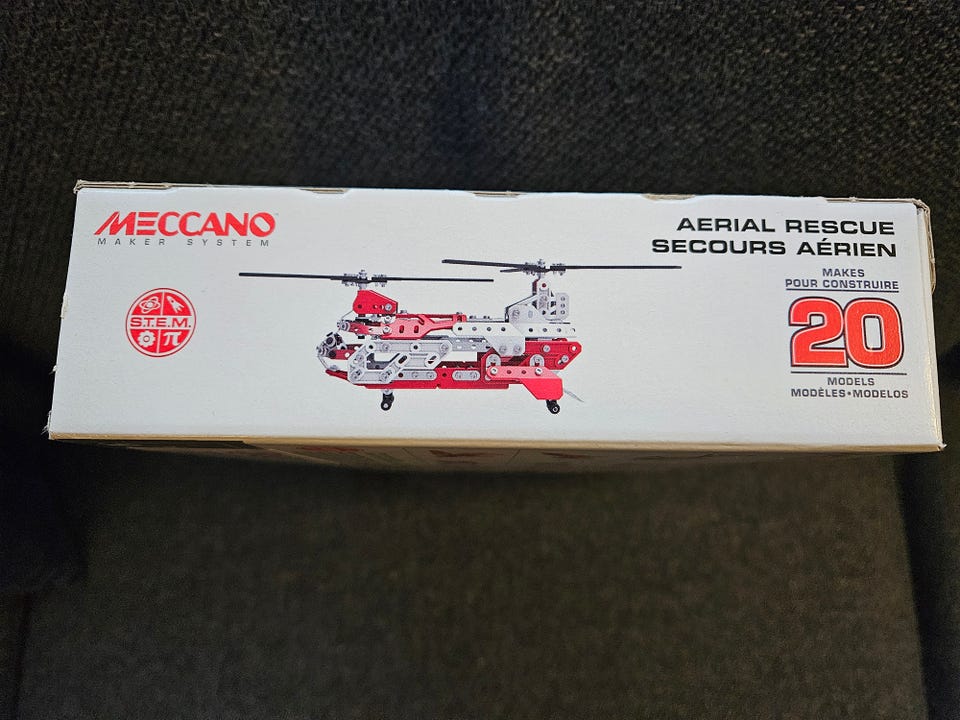 MECCANO
MAKER SYSTEM
S.T.E.M.
π
AERIAL RESCUE
SECOURS AÉRIEN
MAKES
POUR CONSTRUIRE
20
MODELS
MODÈLES•MODELOS